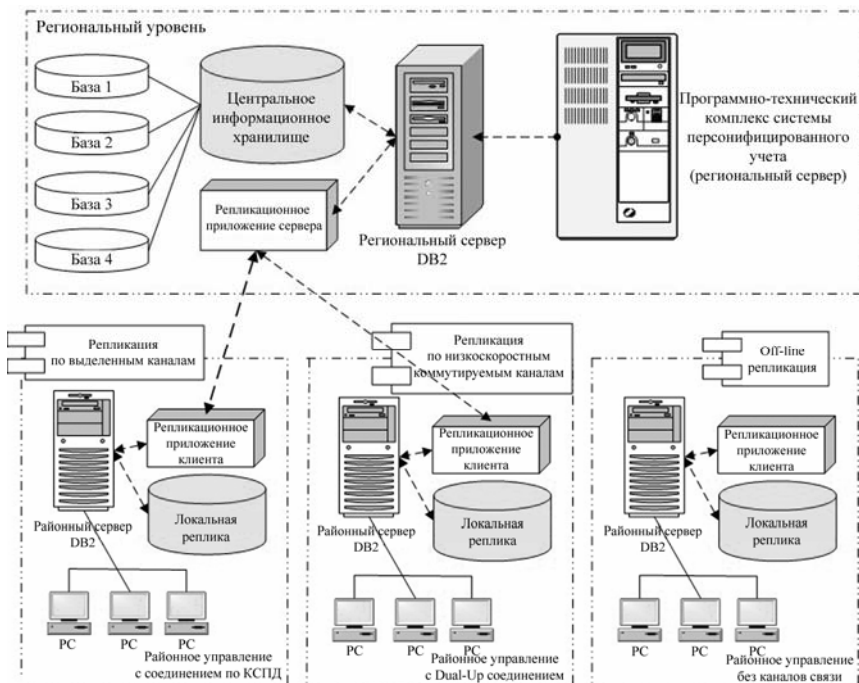 Региональный уровень
База 1
База 2
База 3
База 4
Центральное
информационное
хранилище
Репликационное
приложение сервера
Региональный сервер
DB2
Программно-технический
комплекс системы
персонифицированного
учета
(региональный сервер)
Репликация
по выделенным каналам
Районный сервер
DB2
Репликационное
приложение
клиента
Локальная
реплика
PC
PC
PC
Районное управление
с соединением по КСПД
Репликация
по низкоскоростным
коммутируемым каналам
Районный сервер
DB2
Репликационное
приложение
клиента
Локальная
реплика
PC
PC
PC
Районное управление
с Dual-Up соединением
Off-line
репликация
Районный сервер
DB2
Репликационное
приложение
клиента
Локальная
реплика
PC
PC
PC
Районное управление
без каналов связи